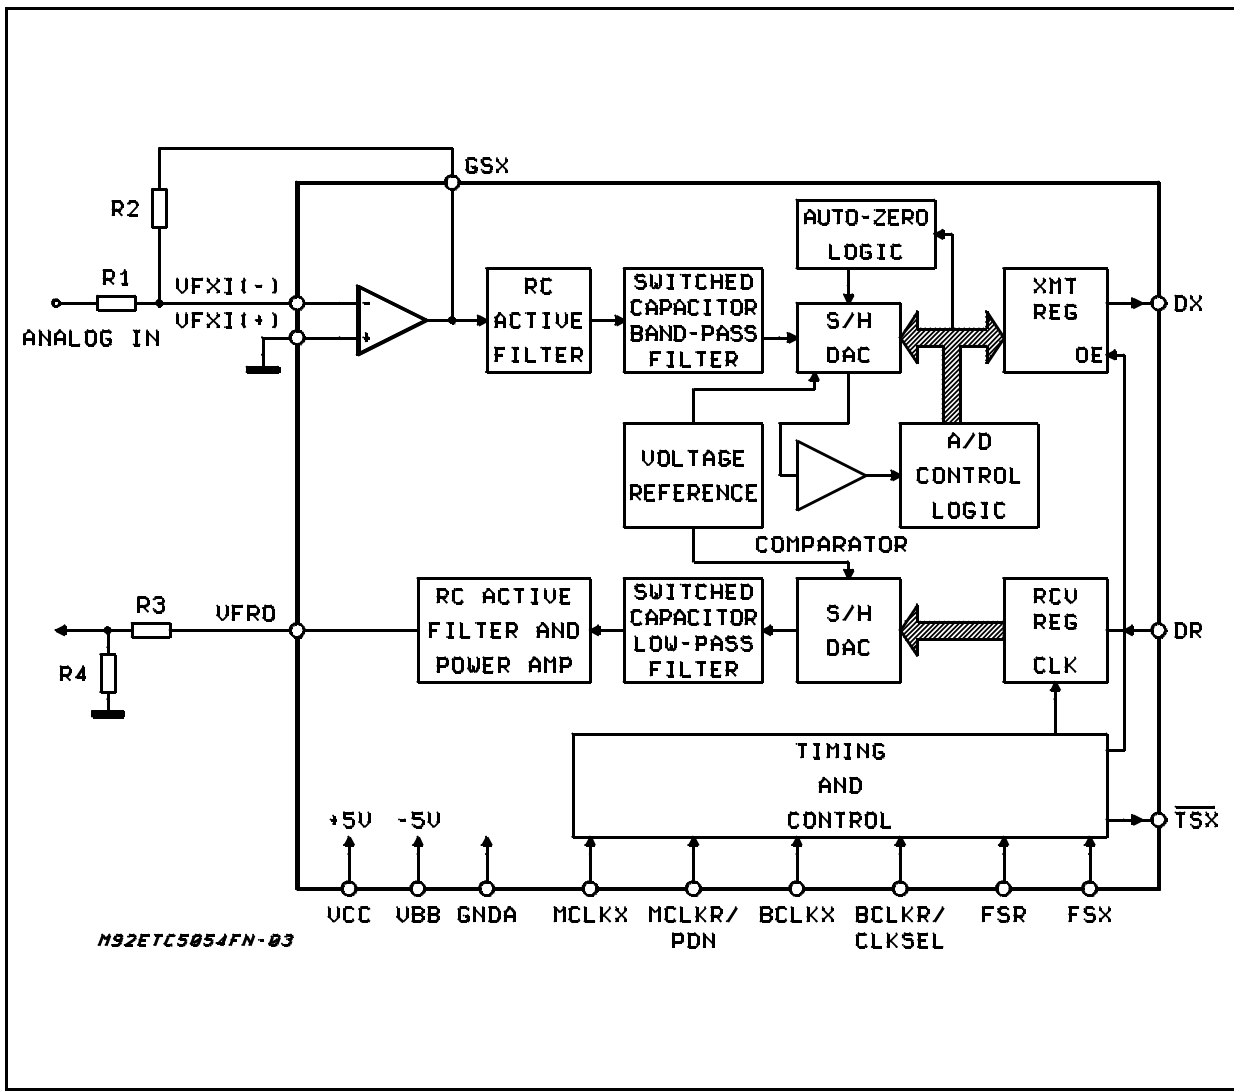 GSX
R2
R1
VFXI(-)
VFXI(+)
ANALOG IN
-
+
RC
ACTIVE
FILTER
SWITCHED
CAPACITOR
BAND-PASS
FILTER
AUTO-ZERO
LOGIC
S/H
DAC
XMT
REG
OE
DX
VOLTAGE
REFERENCE
A/D
CONTROL
LOGIC
COMPARATOR
R3
R4
VFRO
RC ACTIVE
FILTER AND
POWER AMP
SWITCHED
CAPACITOR
LOW-PASS
FILTER
S/H
DAC
RCV
REG
CLK
DR
TIMING
AND
CONTROL
TSX
+5V
-5V
VCC
VBB
GNDA
MCLKX
MCLKR/
PDN
BCLKX
BCLKR/
CLKSEL
FSR
FSX
M92ETC5054FN-03